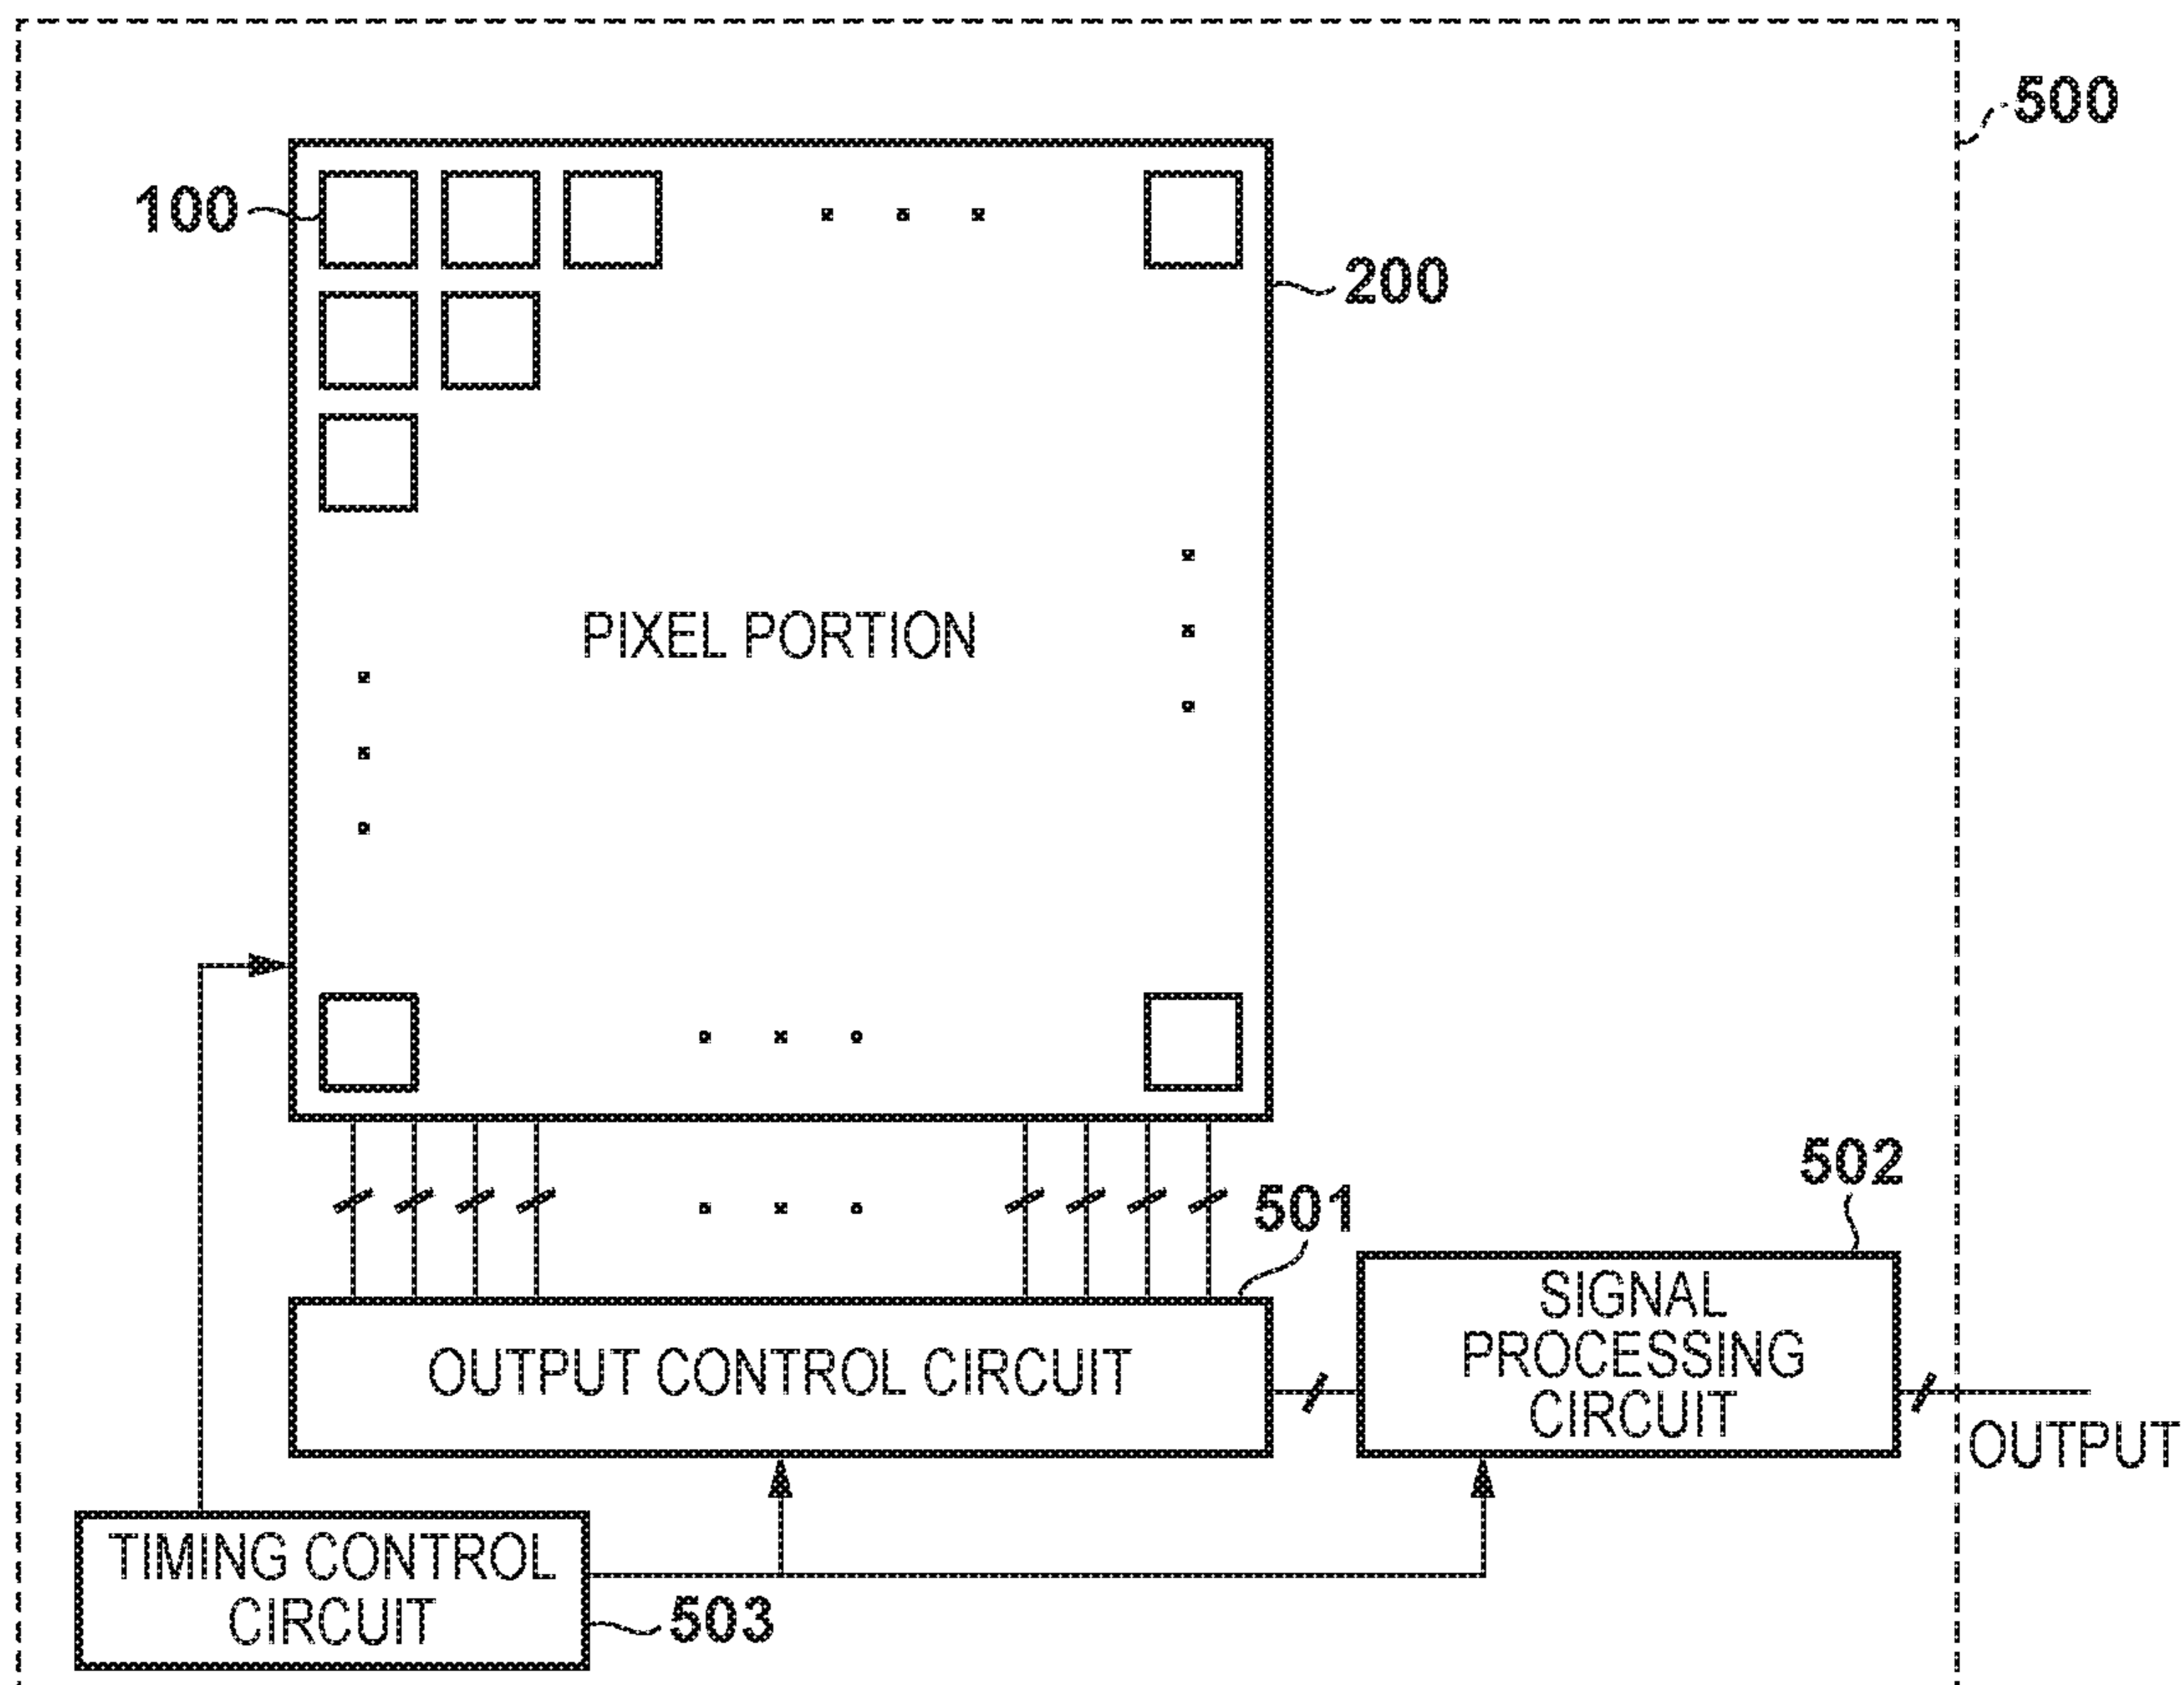 500
100
200
PIXEL PORTION
502
501
SIGNAL
PROCESSING
CIRCUIT
OUTPUT CONTROL CIRCUIT
OUTPUT
TIMING CONTROL
CIRCUIT
503